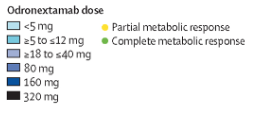 Odronextamab dose
<5 mg
≥5 to ≤12 mg
≥18 to ≤40 mg
80 mg
160 mg
320 mg
Partial metabolic response
Complete metabolic response